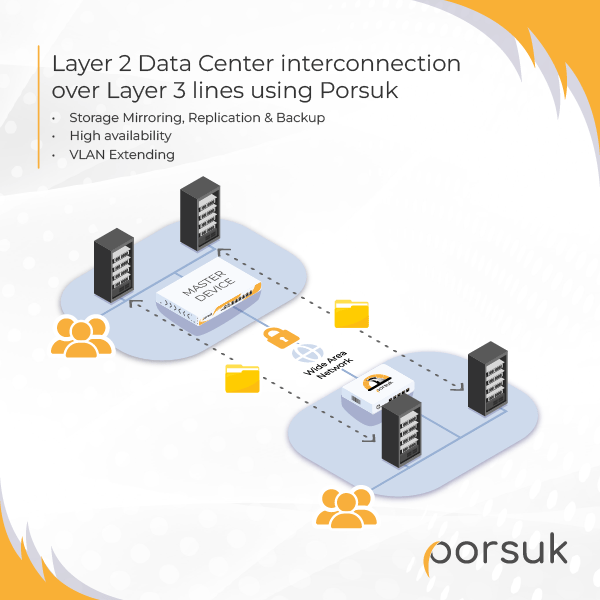 Layer 2 Data Center interconnection
over Layer 3 lines using Porsuk
• Storage Mirroring, Replication & Backup
• High availability
• VLAN Extending
MASTER
DEVICE
Wide Area
Network
porsuk
porsuk